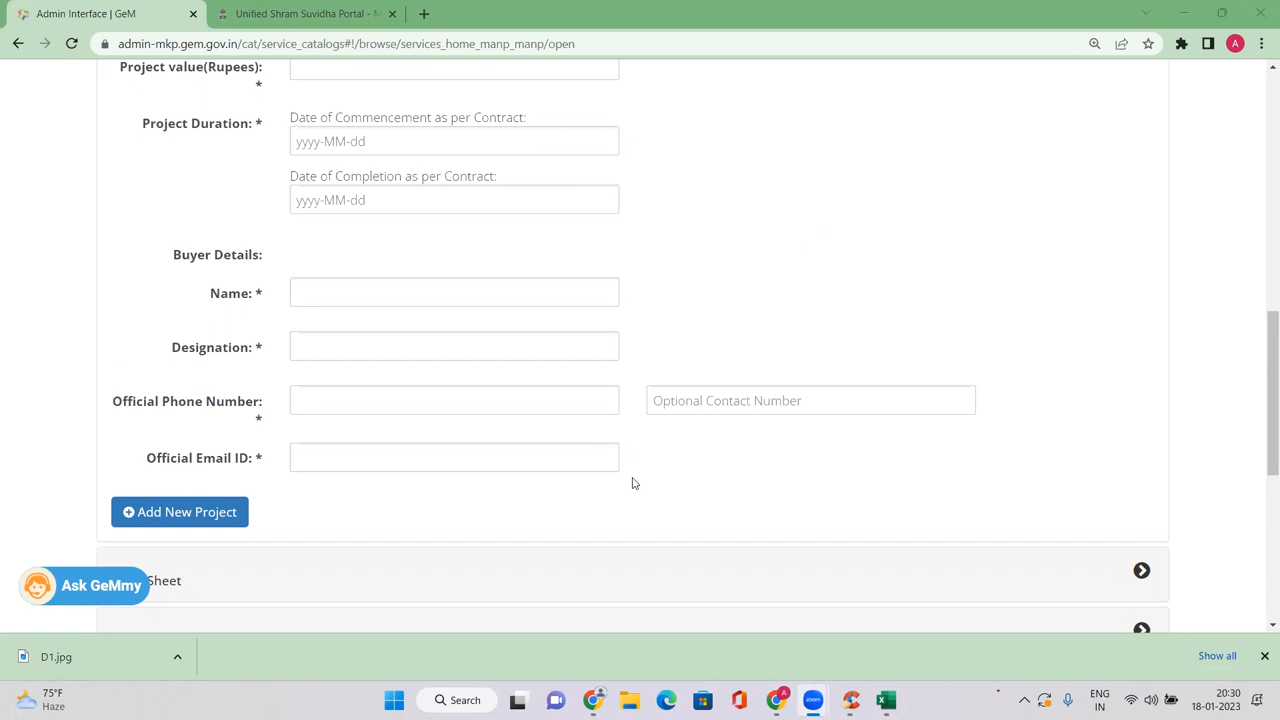 Admin Interface | GeM
Unified Shram Suvidha Portal -
admin-mkp.gem.gov.in/cat/service_catalogs#!/browse/services_home_manp_manp/open
A
Project value(Rupees):
*
Project Duration: *
Date of Commencement as per Contract:
yyyy-MM-dd
Date of Completion as per Contract:
yyyy-MM-dd
Buyer Details:
Name: *
Designation: *
Official Phone Number:
*
Optional Contact Number
Official Email ID: *
Add New Project
Ask GeMmy
Sheet
D1.jpg
Show all
75°F
Haze
Search
zoom
ENG
IN
20:30
18-01-2023